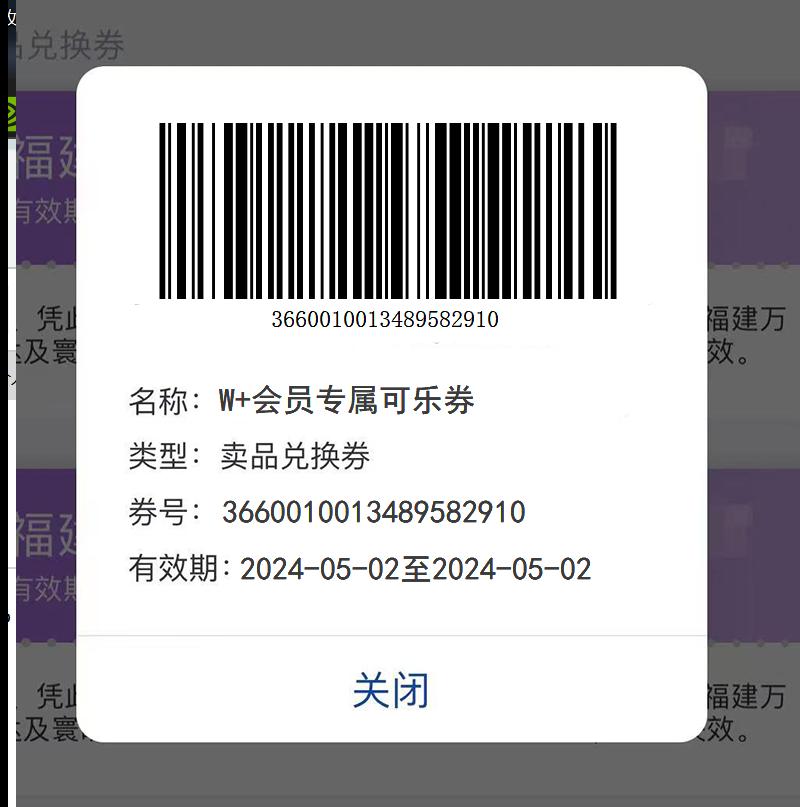 品兑换券
福建
有效期
3660010013489582910
凭此
福建万
及寰
效。
名称：W+会员专属可乐券
类型：卖品兑换券
券号：3660010013489582910
有效期：2024-05-02至2024-05-02
福建
有效期
关闭
凭此
福建万
及寰
效。